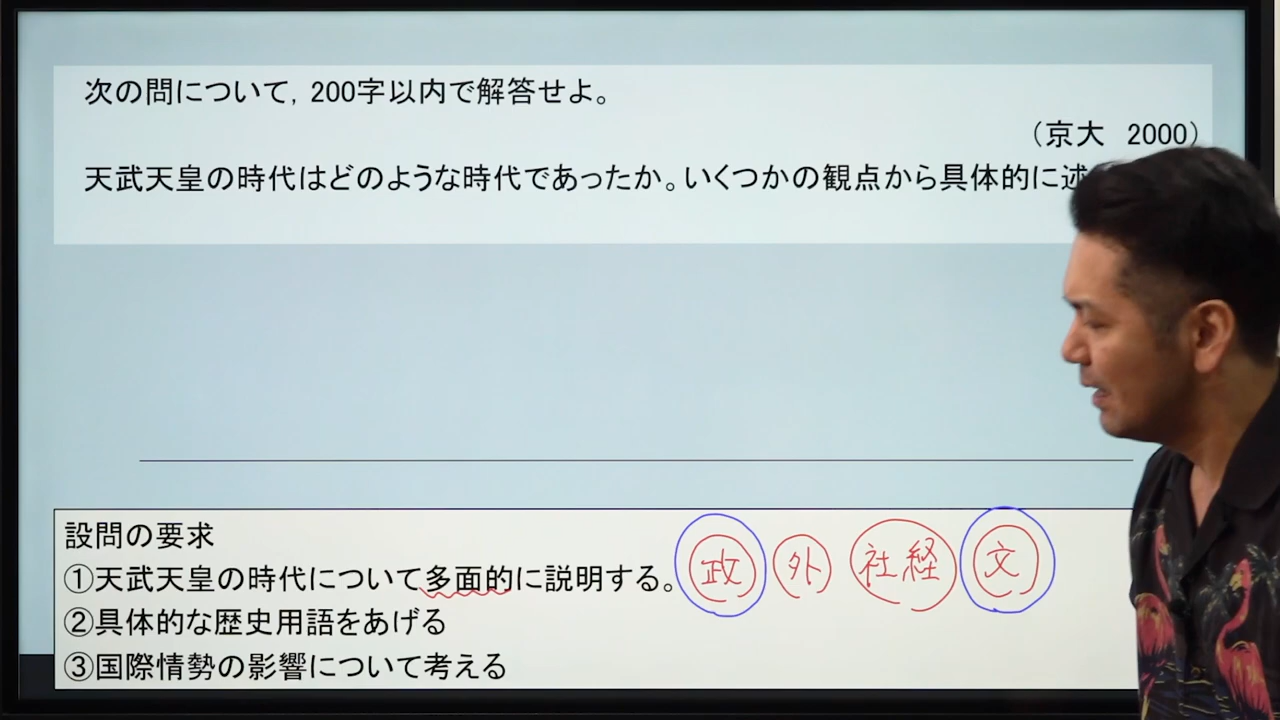 次の問について，200字以内で解答せよ。
（京大　2000）
天武天皇の時代はどのような時代であったか。いくつかの観点から具体的に述
設問の要求
①天武天皇の時代について多面的に説明する。 政 外 社経 文
②具体的な歴史用語をあげる
③国際情勢の影響について考える